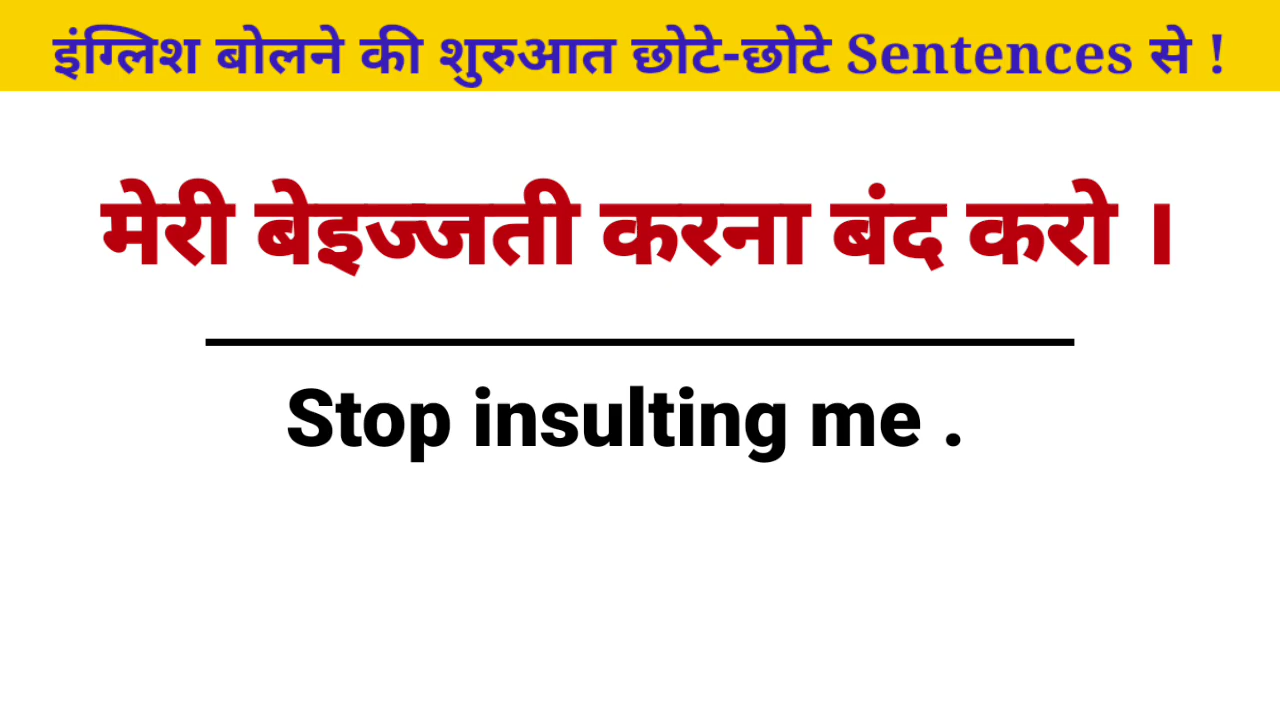 इंग्लिश बोलने की शुरुआत छोटे-छोटे Sentences से !
मेरी बेइज्जती करना बंद करो ।
Stop insulting me .